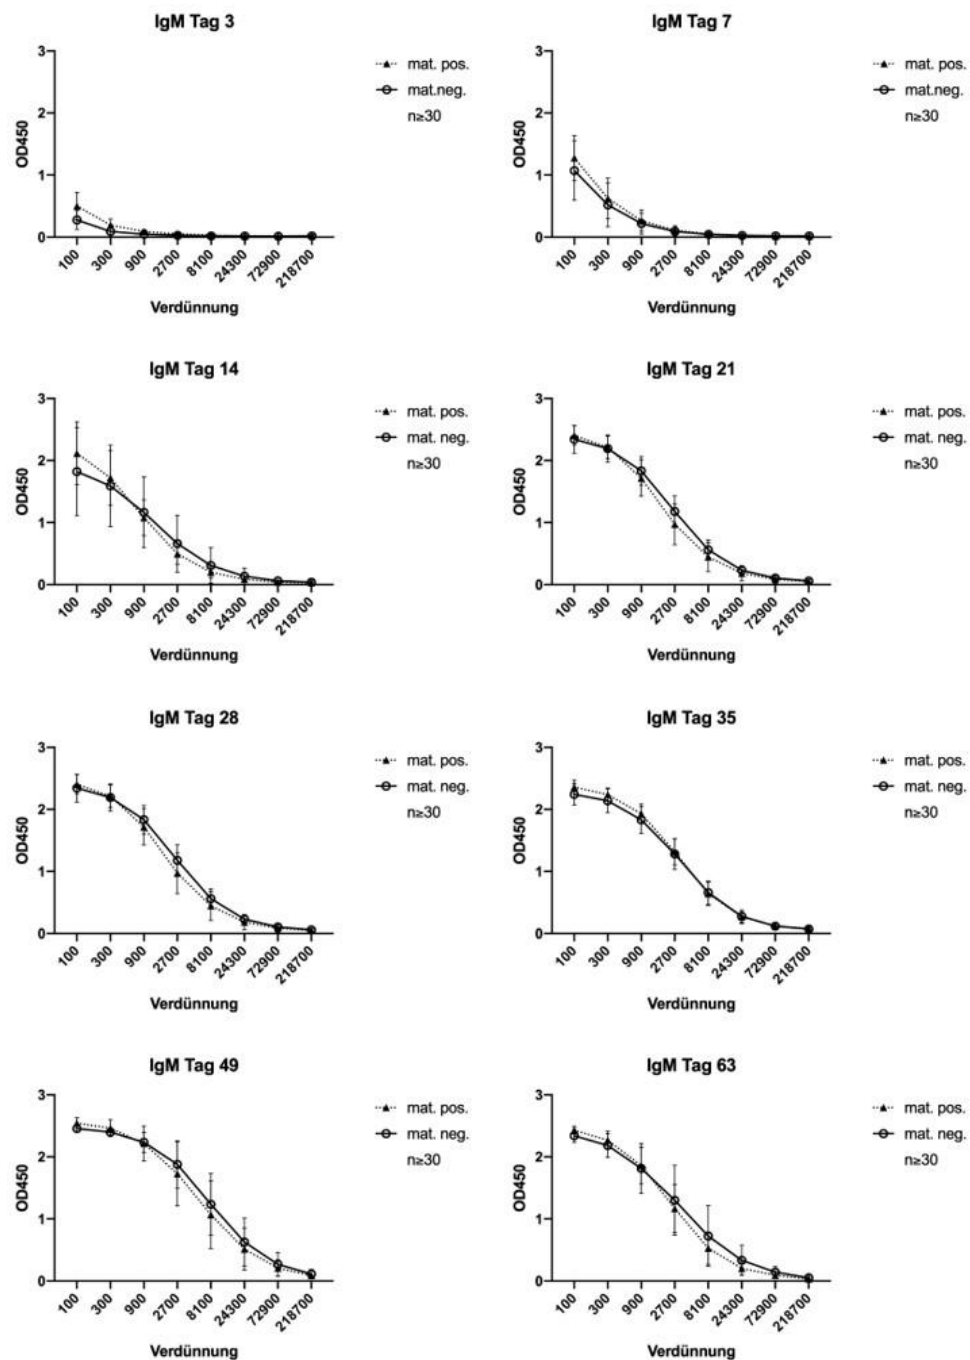 IgM Tag 3
3
2
1
0
OD450
100 300 900 2700 8100 24300 72900 218700
Verdünnung
mat. pos.
mat.neg.
n≥30
IgM Tag 7
3
2
1
0
OD450
100 300 900 2700 8100 24300 72900 218700
Verdünnung
mat. pos.
mat.neg.
n≥30
IgM Tag 14
3
2
1
0
OD450
100 300 900 2700 8100 24300 72900 218700
Verdünnung
mat. pos.
mat. neg.
n≥30
IgM Tag 21
3
2
1
0
OD450
100 300 900 2700 8100 24300 72900 218700
Verdünnung
mat. pos.
mat. neg.
n≥30
IgM Tag 28
3
2
1
0
OD450
100 300 900 2700 8100 24300 72900 218700
Verdünnung
mat. pos.
mat. neg.
n≥30
IgM Tag 35
3
2
1
0
OD450
100 300 900 2700 8100 24300 72900 218700
Verdünnung
mat. pos.
mat. neg.
n≥30
IgM Tag 49
3
2
1
0
OD450
100 300 900 2700 8100 24300 72900 218700
Verdünnung
mat. pos.
mat. neg.
n≥30
IgM Tag 63
3
2
1
0
OD450
100 300 900 2700 8100 24300 72900 218700
Verdünnung
mat. pos.
mat. neg.
n≥30